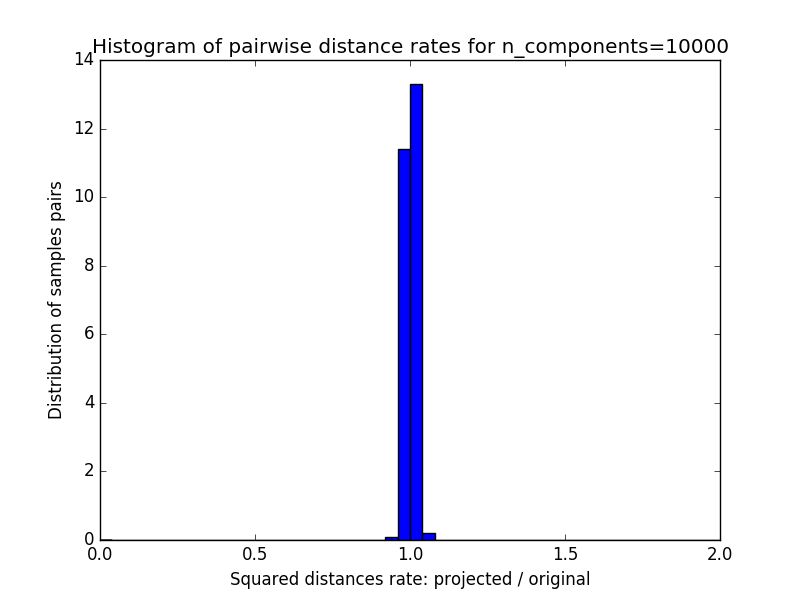 Histogram of pairwise distance rates for n_components=10000
14
12
10
8
6
4
2
0
Distribution of samples pairs
0.0 0.5 1.0 1.5 2.0
Squared distances rate: projected / original